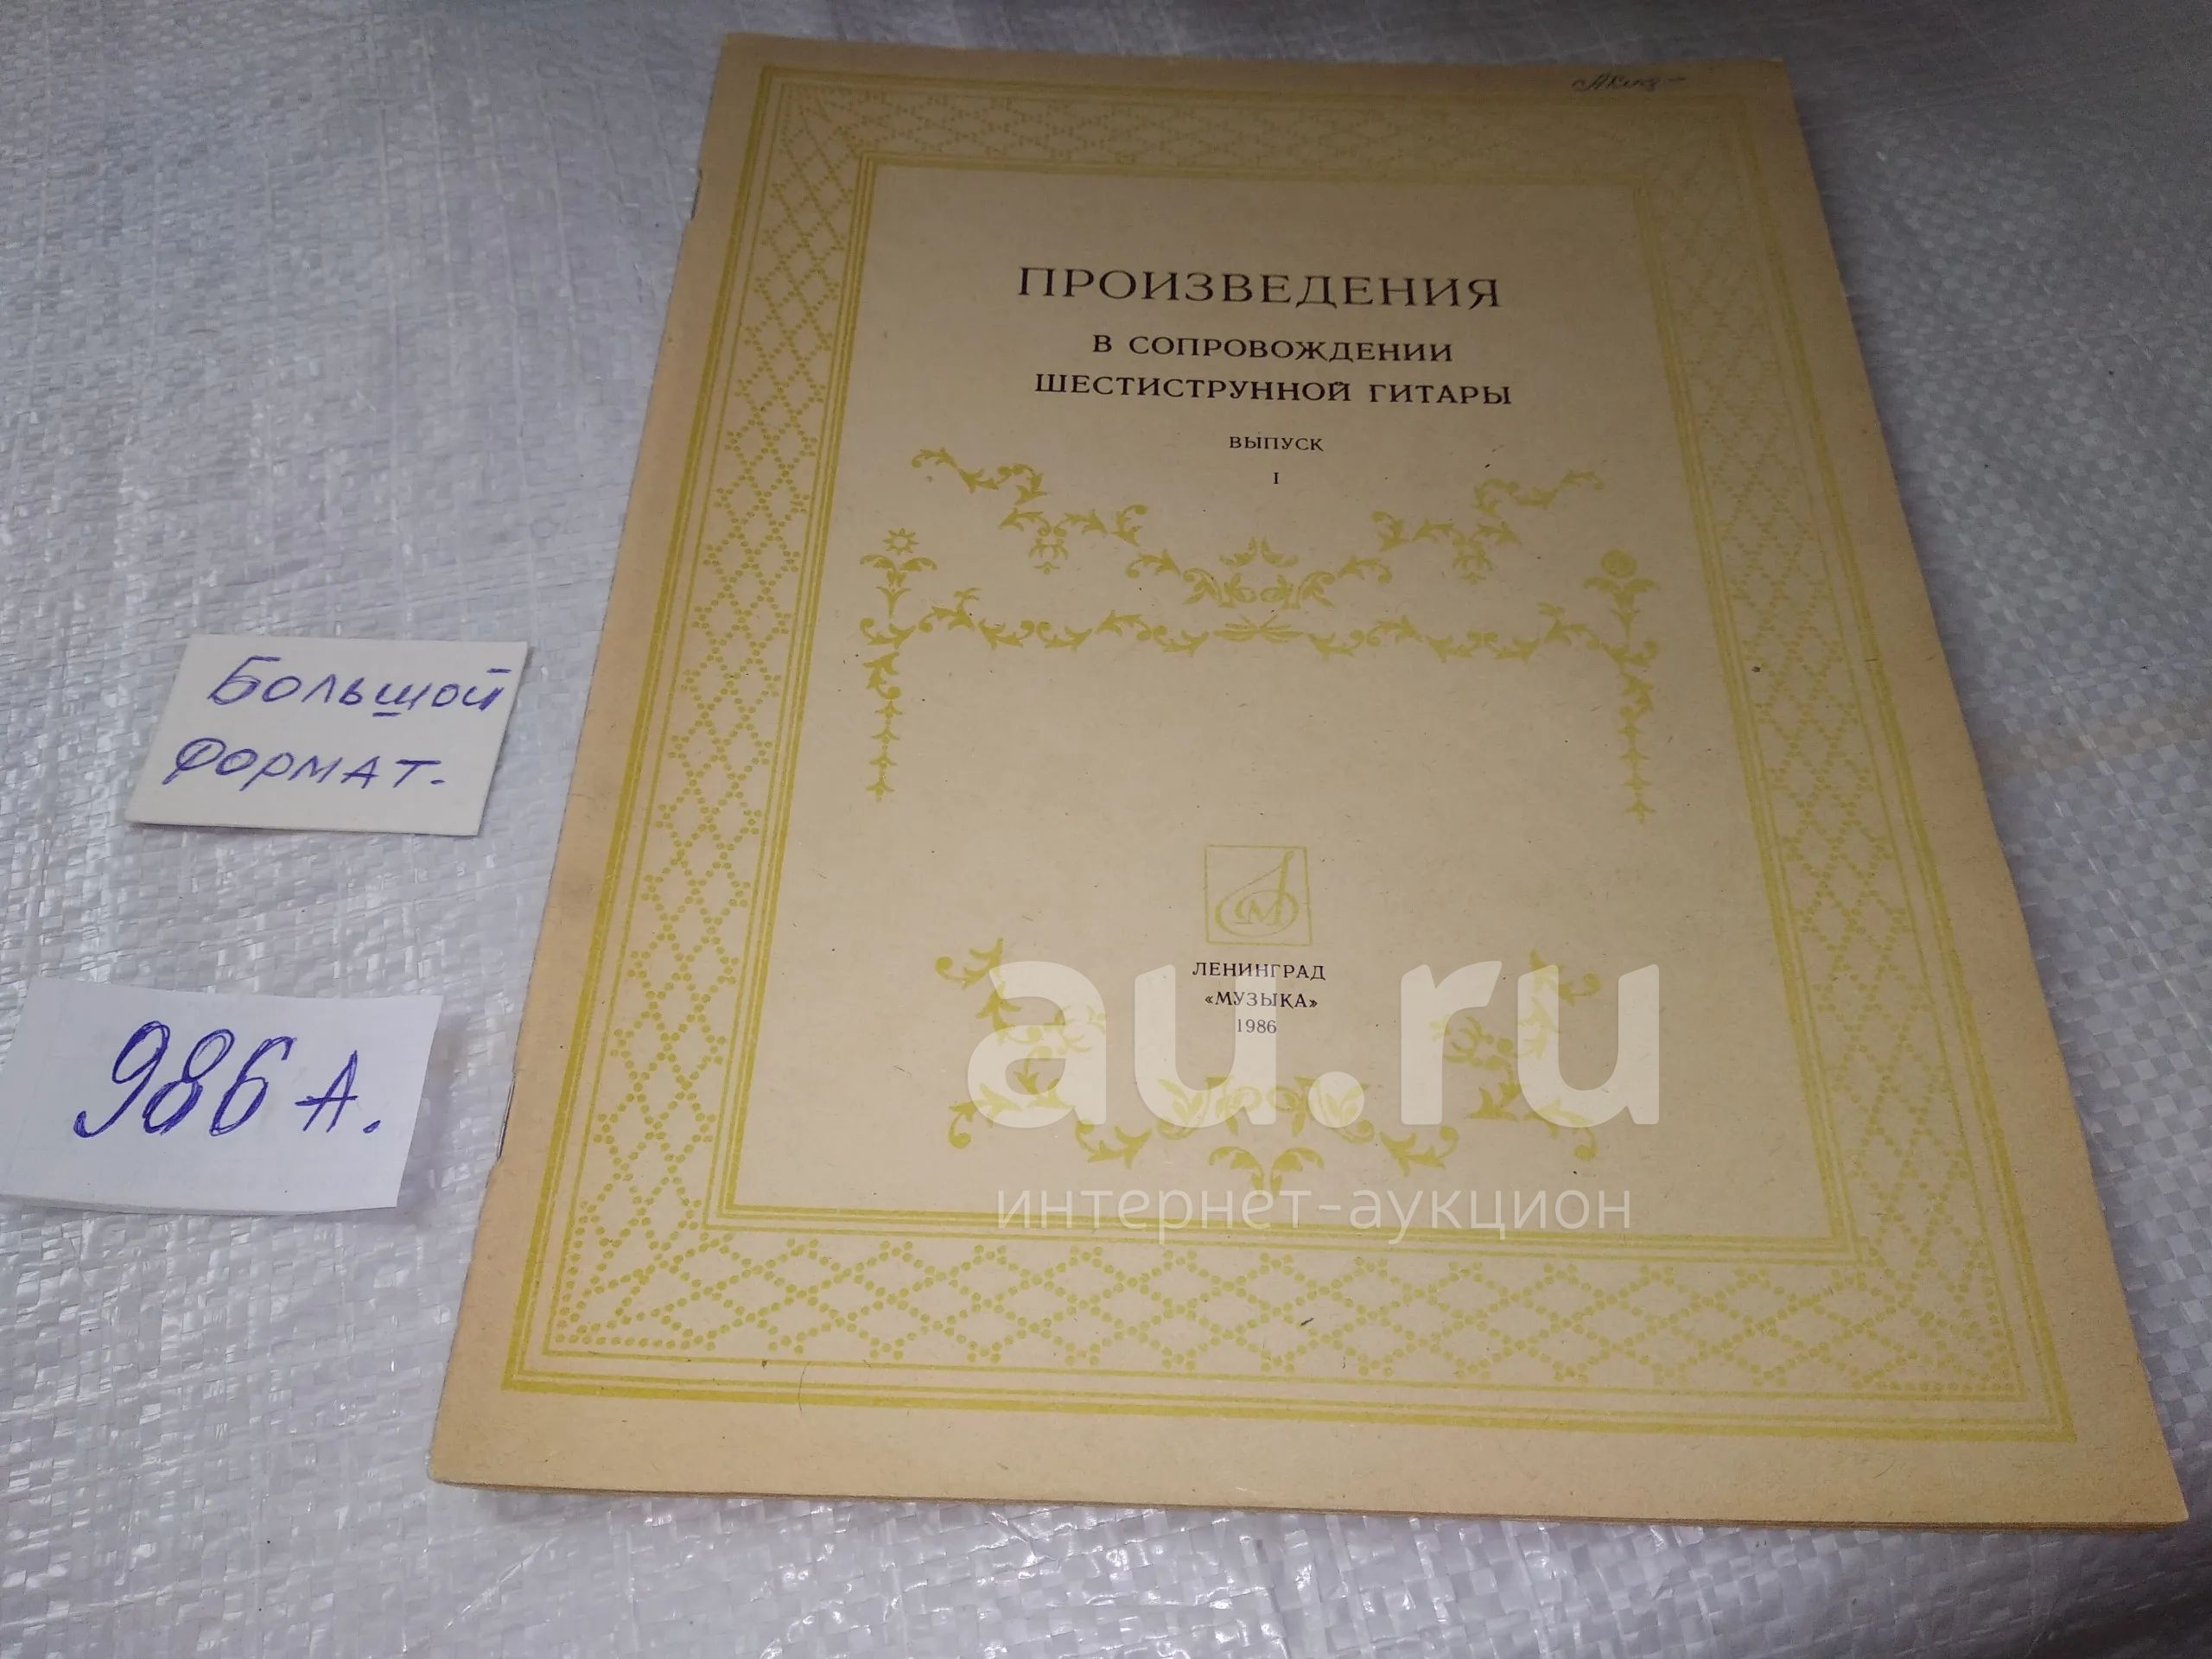 ПРОИЗВЕДЕНИЯ
В СОПРОВОЖДЕНИИ
ШЕСТИСТРУННОЙ ГИТАРЫ
ВЫПУСК
I
Большой
формат.
986 А.
ЛЕНИНГРАД
«МУЗЫКА»
1986
au.ru
интернет-аукцион